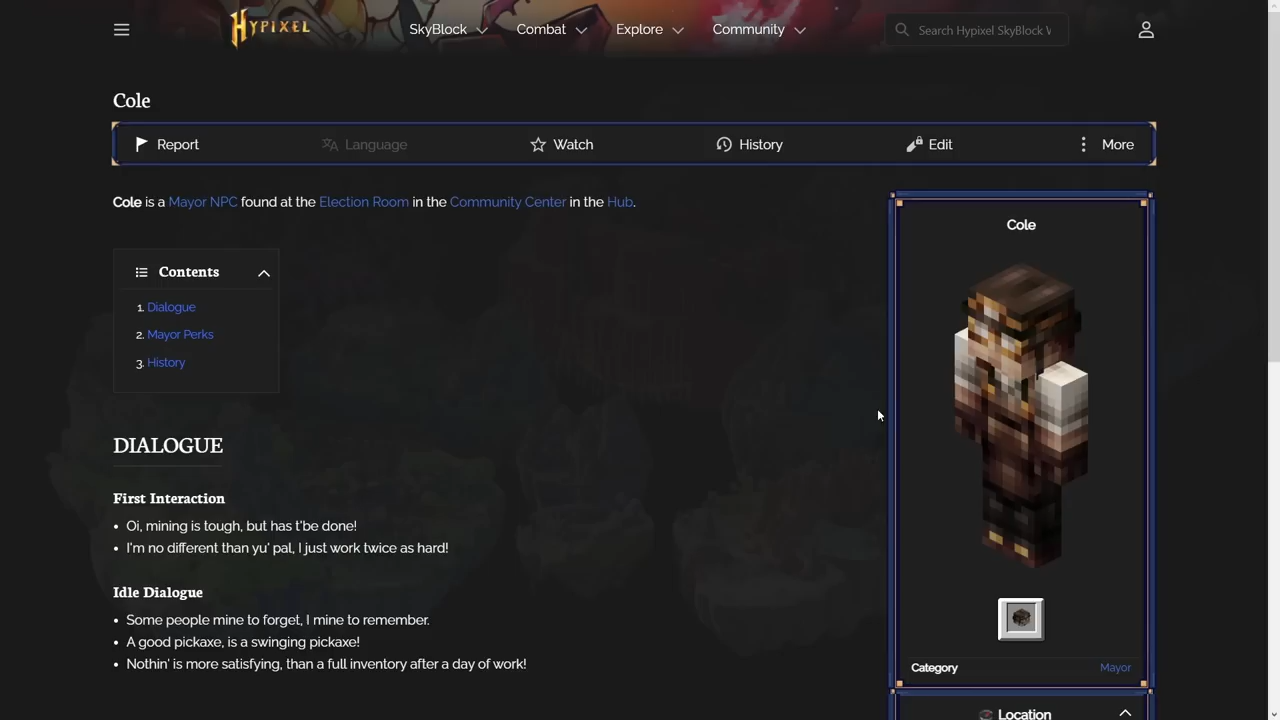 HYPIXEL
SkyBlock
Combat
Explore
Community
Search Hypixel SkyBlock W
Cole
Report
Language
Watch
History
Edit
More
Cole is a Mayor NPC found at the Election Room in the Community Center in the Hub.
Contents
1. Dialogue
2. Mayor Perks
3. History
DIALOGUE
First Interaction
• Oi, mining is tough, but has t'be done!
• I'm no different than yu' pal, I just work twice as hard!
Idle Dialogue
• Some people mine to forget, I mine to remember.
• A good pickaxe, is a swinging pickaxe!
• Nothin' is more satisfying, than a full inventory after a day of work!
Cole
Category
Mayor
Location